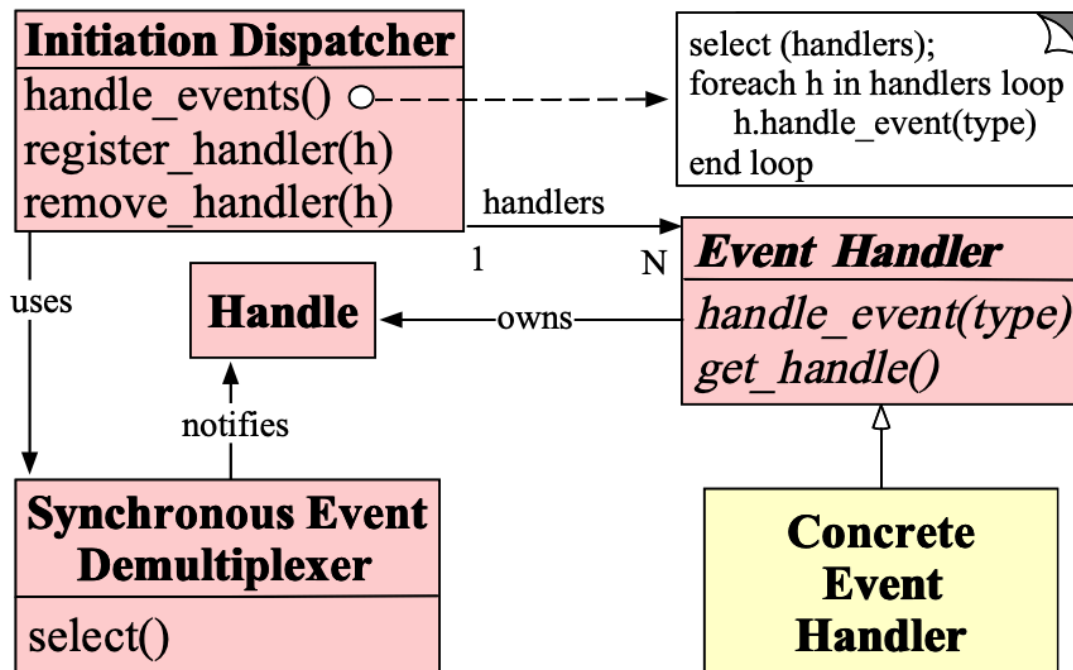 Initiation Dispatcher
handle_events()
register_handler(h)
remove_handler(h)
select (handlers);
foreach h in handlers loop
h.handle_event(type)
end loop
handlers
1
N
Event Handler
handle_event(type)
get_handle()
uses
Handle
owns
notifies
Synchronous Event
Demultiplexer
select()
Concrete
Event
Handler